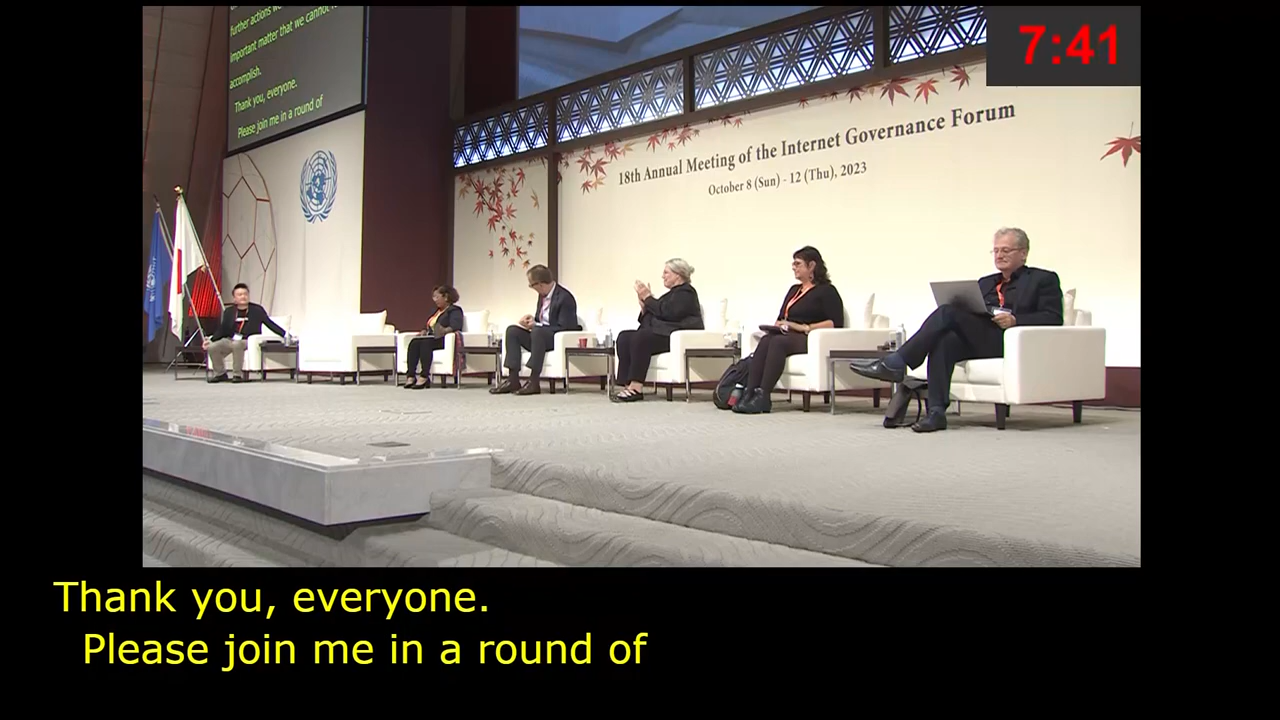 further actions
important matter that we cannot
accomplish.
Thank you, everyone.
Please join me in a round of
7:41
18th Annual Meeting of the Internet Governance Forum
October 8 (Sun) - 12 (Thu), 2023
Thank you, everyone.
Please join me in a round of